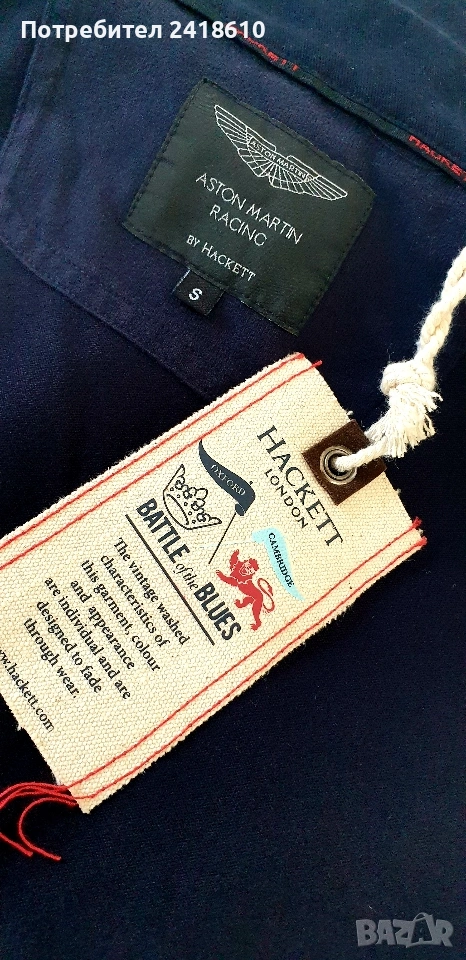 Потребител 2418610
ASTON MARTIN
ASTON MARTIN
RACING
BY HACKETT
S
HACKETT
LONDON
OXFORD
CAMBRIDGE
BATTLE of the BLUES
The vintage washed
characteristics of
this garment, colour
and appearance
are individual and are
designed to fade
through wear.
www.hackett.com
BAZAR